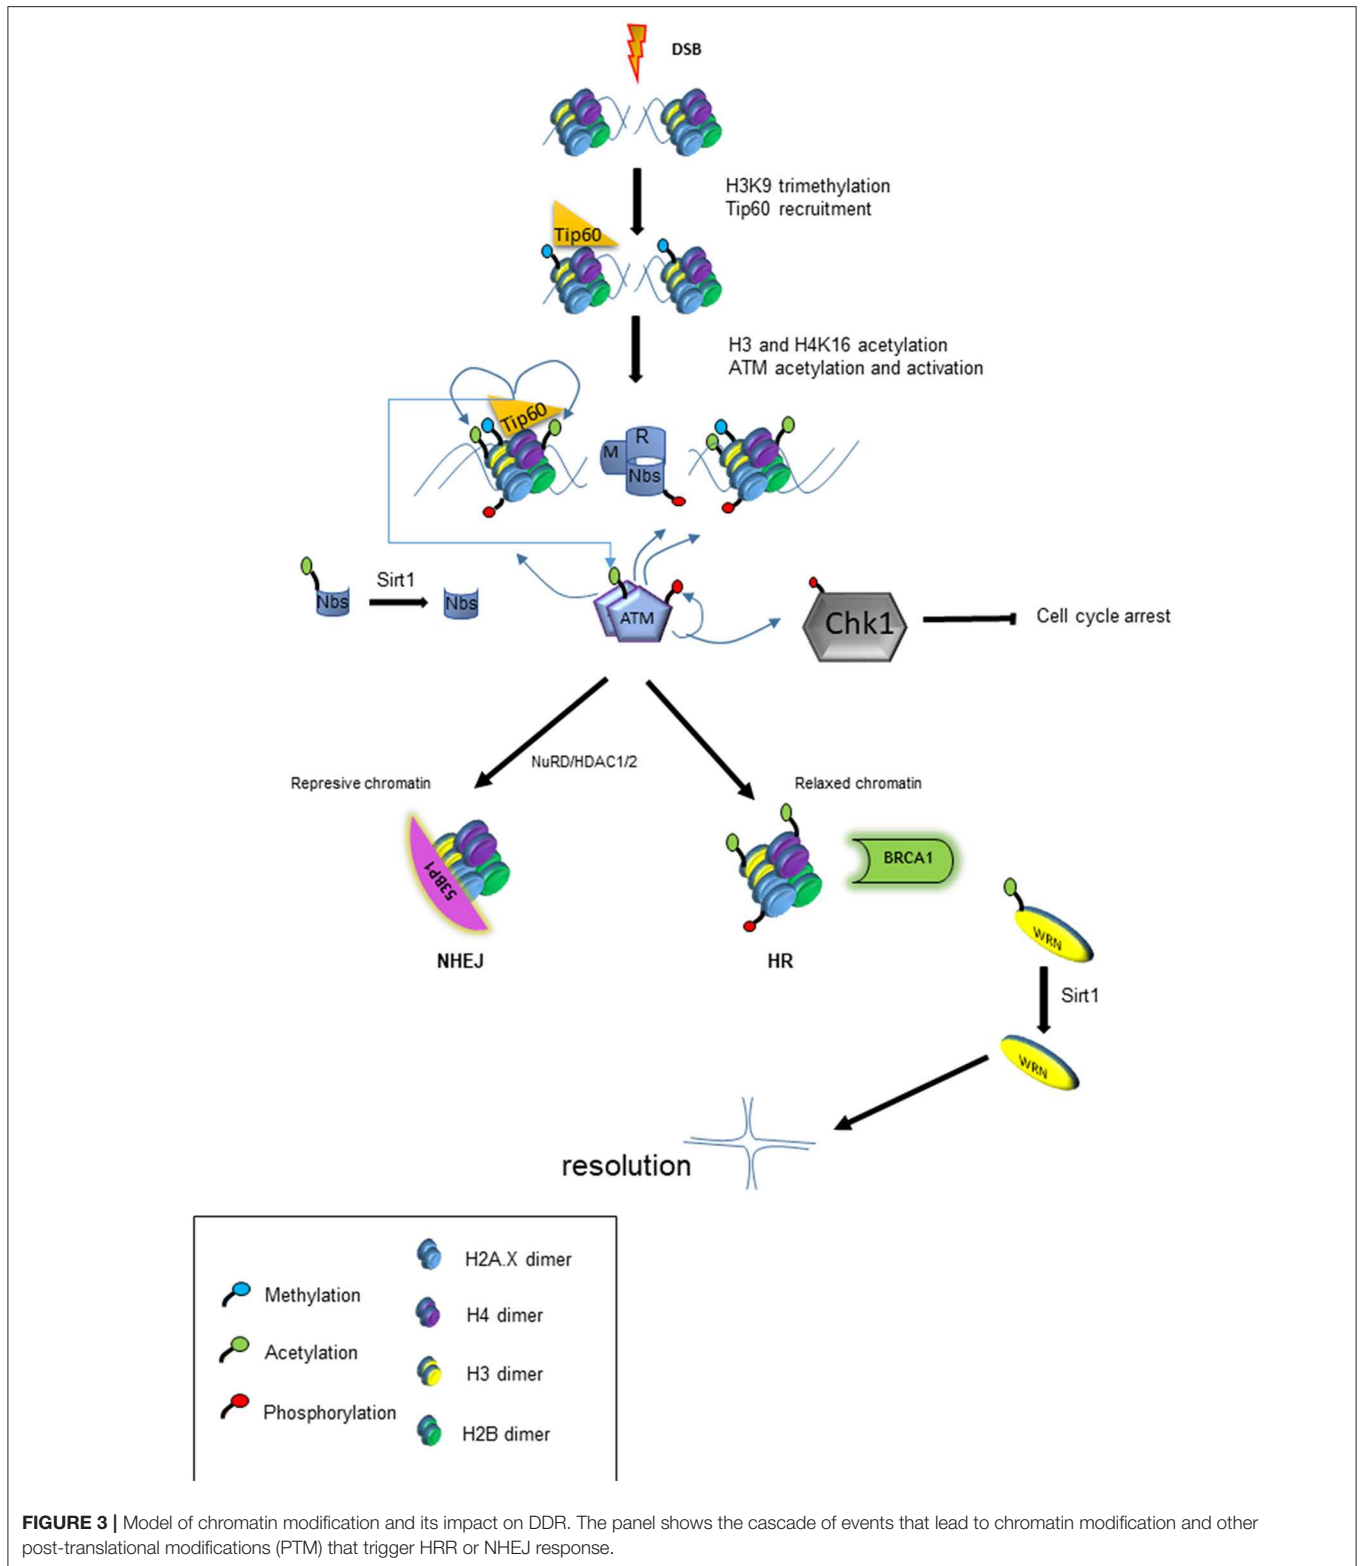 DSB
H3K9 trimethylation
Tip60 recruitment
Tip60
H3 and H4K16 acetylation
ATM acetylation and activation
Tip60
R
M
Nbs
Sirt1
Nbs
Nbs
ATM
Chk1
Cell cycle arrest
NuRD/HDAC1/2
Represive chromatin
Relaxed chromatin
53BP1
BRCA1
WRN
NHEJ
HR
Sirt1
WRN
resolution
Methylation
Acetylation
Phosphorylation
H2A.X dimer
H4 dimer
H3 dimer
H2B dimer
FIGURE 3 | Model of chromatin modification and its impact on DDR. The panel shows the cascade of events that lead to chromatin modification and other
post-translational modifications (PTM) that trigger HRR or NHEJ response.